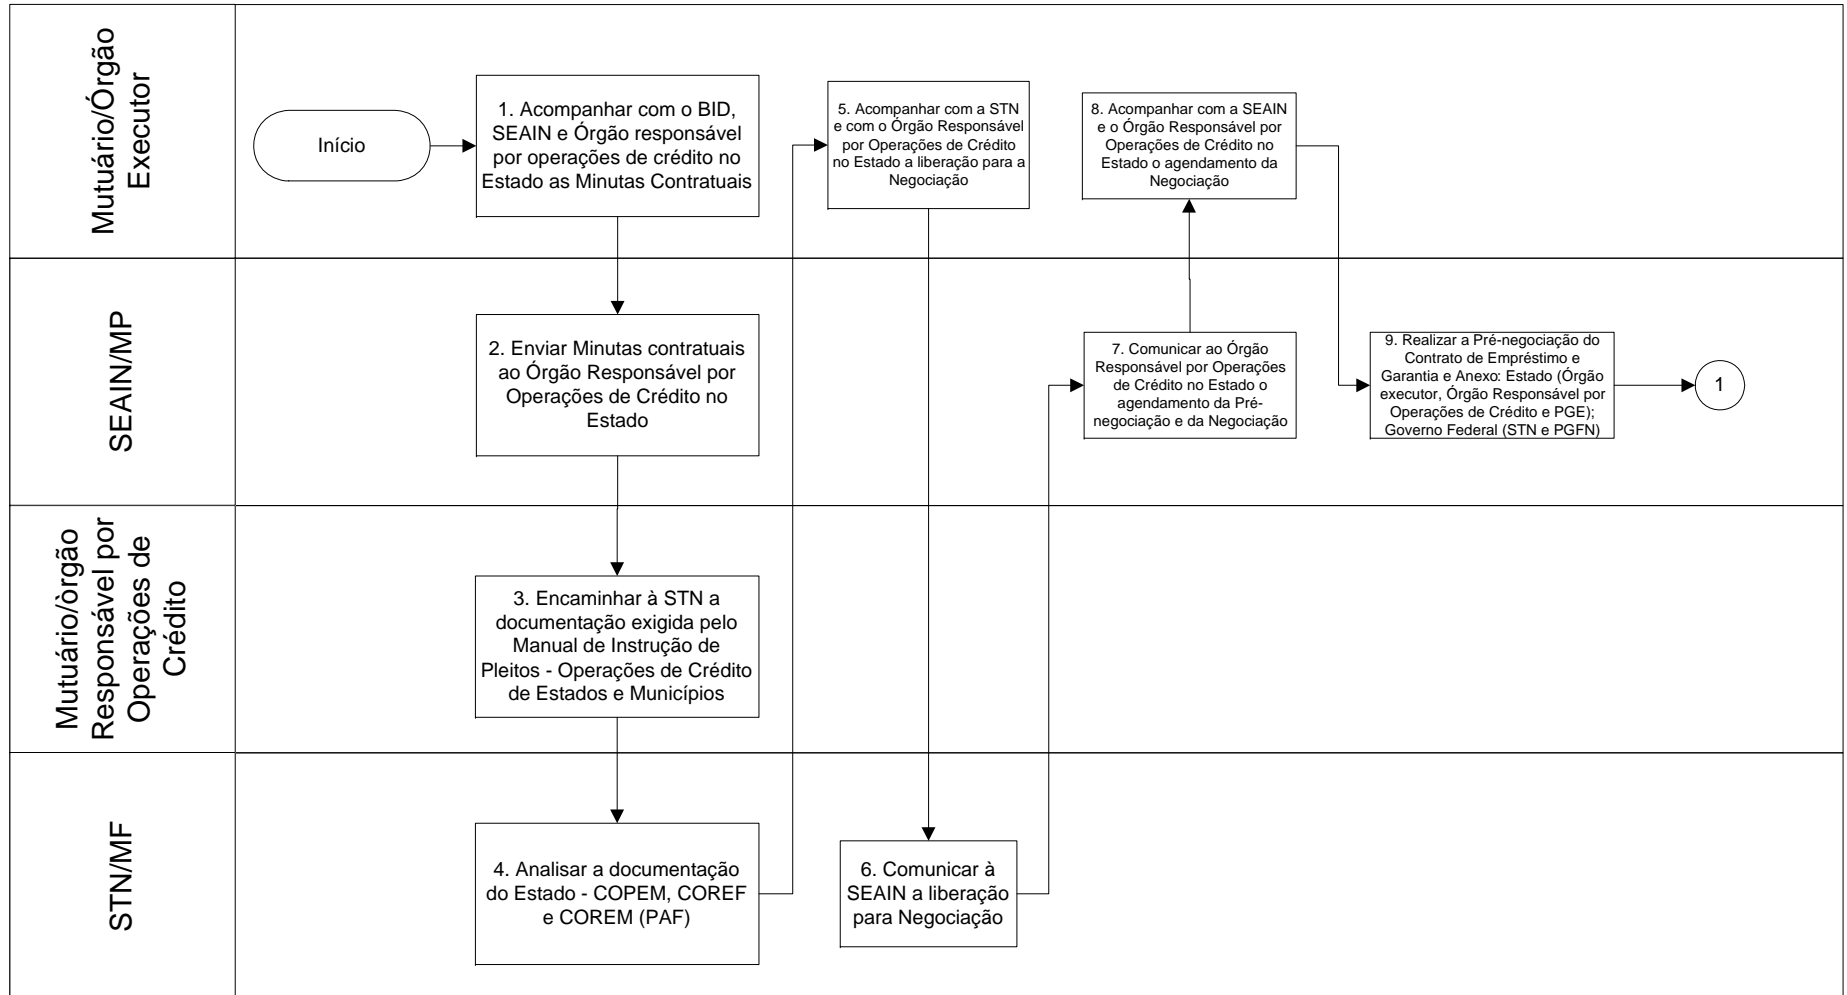 Mutuário/Órgão
Executor
Início
1. Acompanhar com o BID,
SEAIN e Órgão responsável
por operações de crédito no
Estado as Minutas Contratuais
5. Acompanhar com a STN
e com o Órgão Responsável
por Operações de Crédito
no Estado a liberação para a
Negociação
8. Acompanhar com a SEAIN
e o Órgão Responsável por
Operações de Crédito no
Estado o agendamento da
Negociação
SEAIN/MP
2. Enviar Minutas contratuais
ao Órgão Responsável por
Operações de Crédito no
Estado
7. Comunicar ao Órgão
Responsável por Operações
de Crédito no Estado o
agendamento da Pré-
negociação e da Negociação
9. Realizar a Pré-negociação do
Contrato de Empréstimo e
Garantia e Anexo: Estado (Órgão
executor, Órgão Responsável por
Operações de Crédito e PGE);
Governo Federal (STN e PGFN)
1
Mutuário/òrgão
Responsável por
Operações de
Crédito
3. Encaminhar à STN a
documentação exigida pelo
Manual de Instrução de
Pleitos - Operações de Crédito
de Estados e Municípios
STN/MF
4. Analisar a documentação
do Estado - COPEM, COREF
e COREM (PAF)
6. Comunicar à
SEAIN a liberação
para Negociação